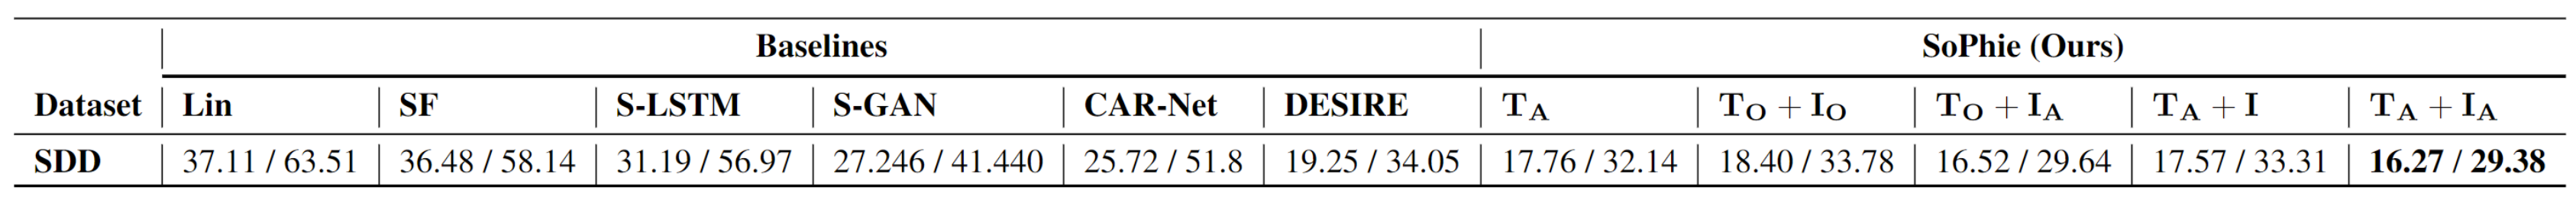 Baselines SoPhie (Ours)
Dataset Lin SF S-LSTM S-GAN CAR-Net DESIRE T_A T_O + I_O T_O + I_A T_A + I T_A + I_A
SDD 37.11 / 63.51 36.48 / 58.14 31.19 / 56.97 27.246 / 41.440 25.72 / 51.8 19.25 / 34.05 17.76 / 32.14 18.40 / 33.78 16.52 / 29.64 17.57 / 33.31 16.27 / 29.38